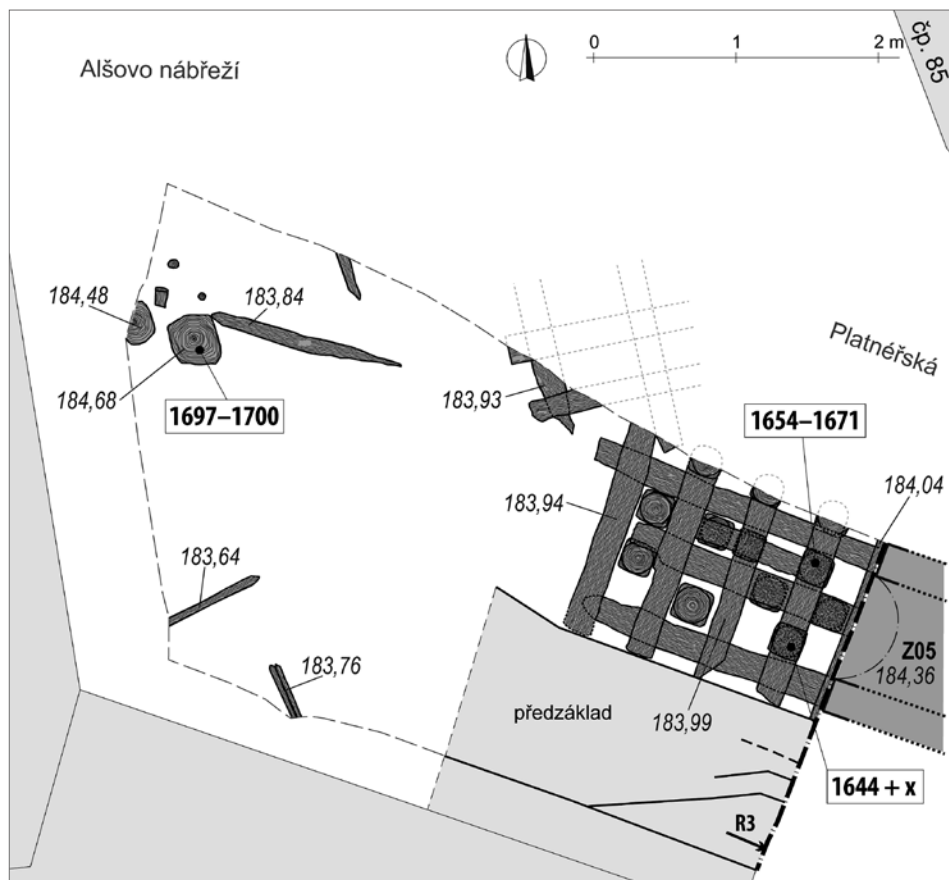 Alšovo nábřeží
0 1 2 m
čp. 85
184,48
183,84
184,68
1697–1700
183,93
Platnéřská
1654–1671
184,04
183,94
183,64
183,76
Z05
184,36
předzáklad
183,99
1644 + x
R3